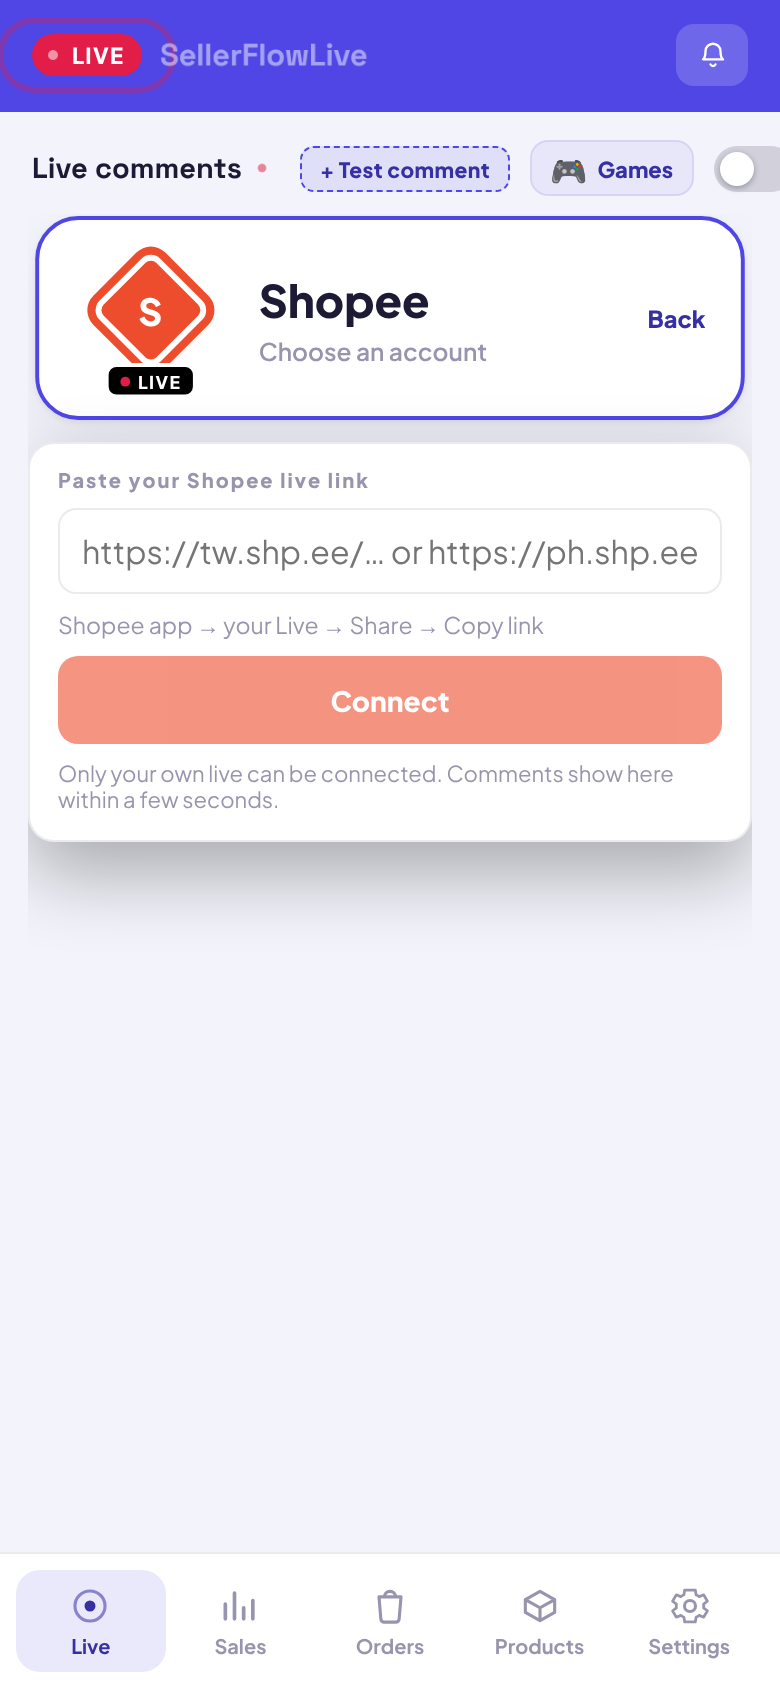 LIVE SellerFlowLive
Live comments + Test comment Games
S
LIVE
Shopee
Choose an account
Back
Paste your Shopee live link
https://tw.shp.ee/… or https://ph.shp.ee
Shopee app → your Live → Share → Copy link
Connect
Only your own live can be connected. Comments show here
within a few seconds.
Live Sales Orders Products Settings